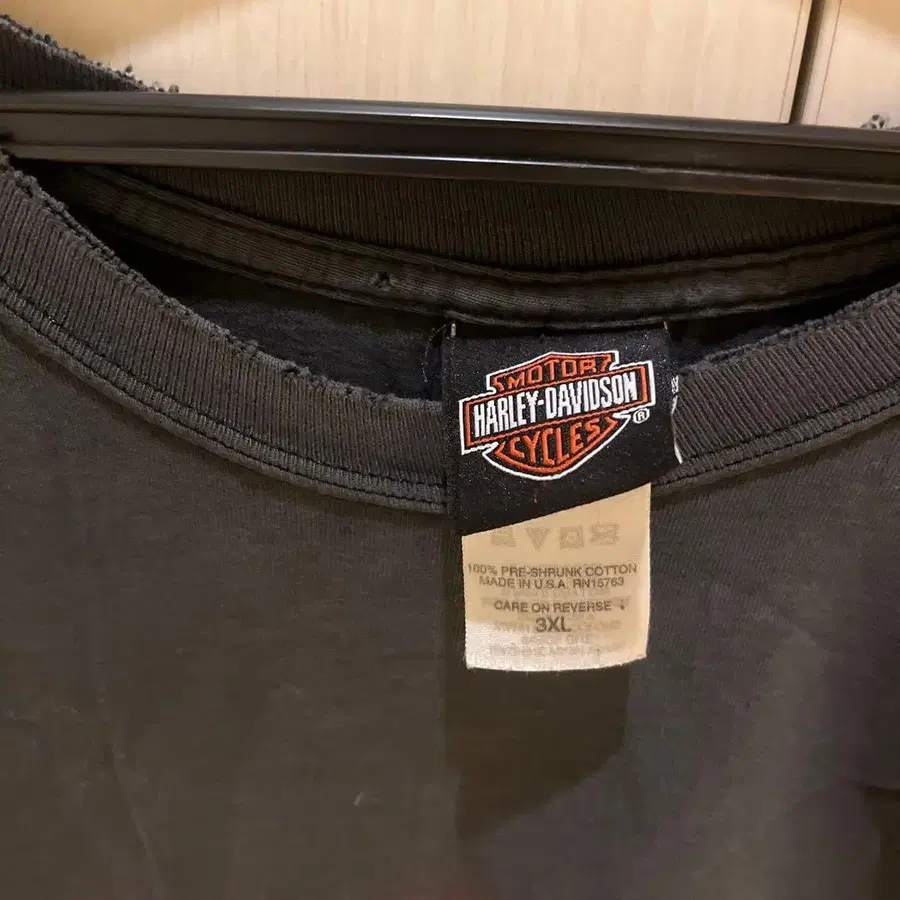 MOTOR
HARLEY-DAVIDSON
CYCLES
®
100% PRE-SHRUNK COTTON
MADE IN U.S.A. RN15763
CARE ON REVERSE
3XL